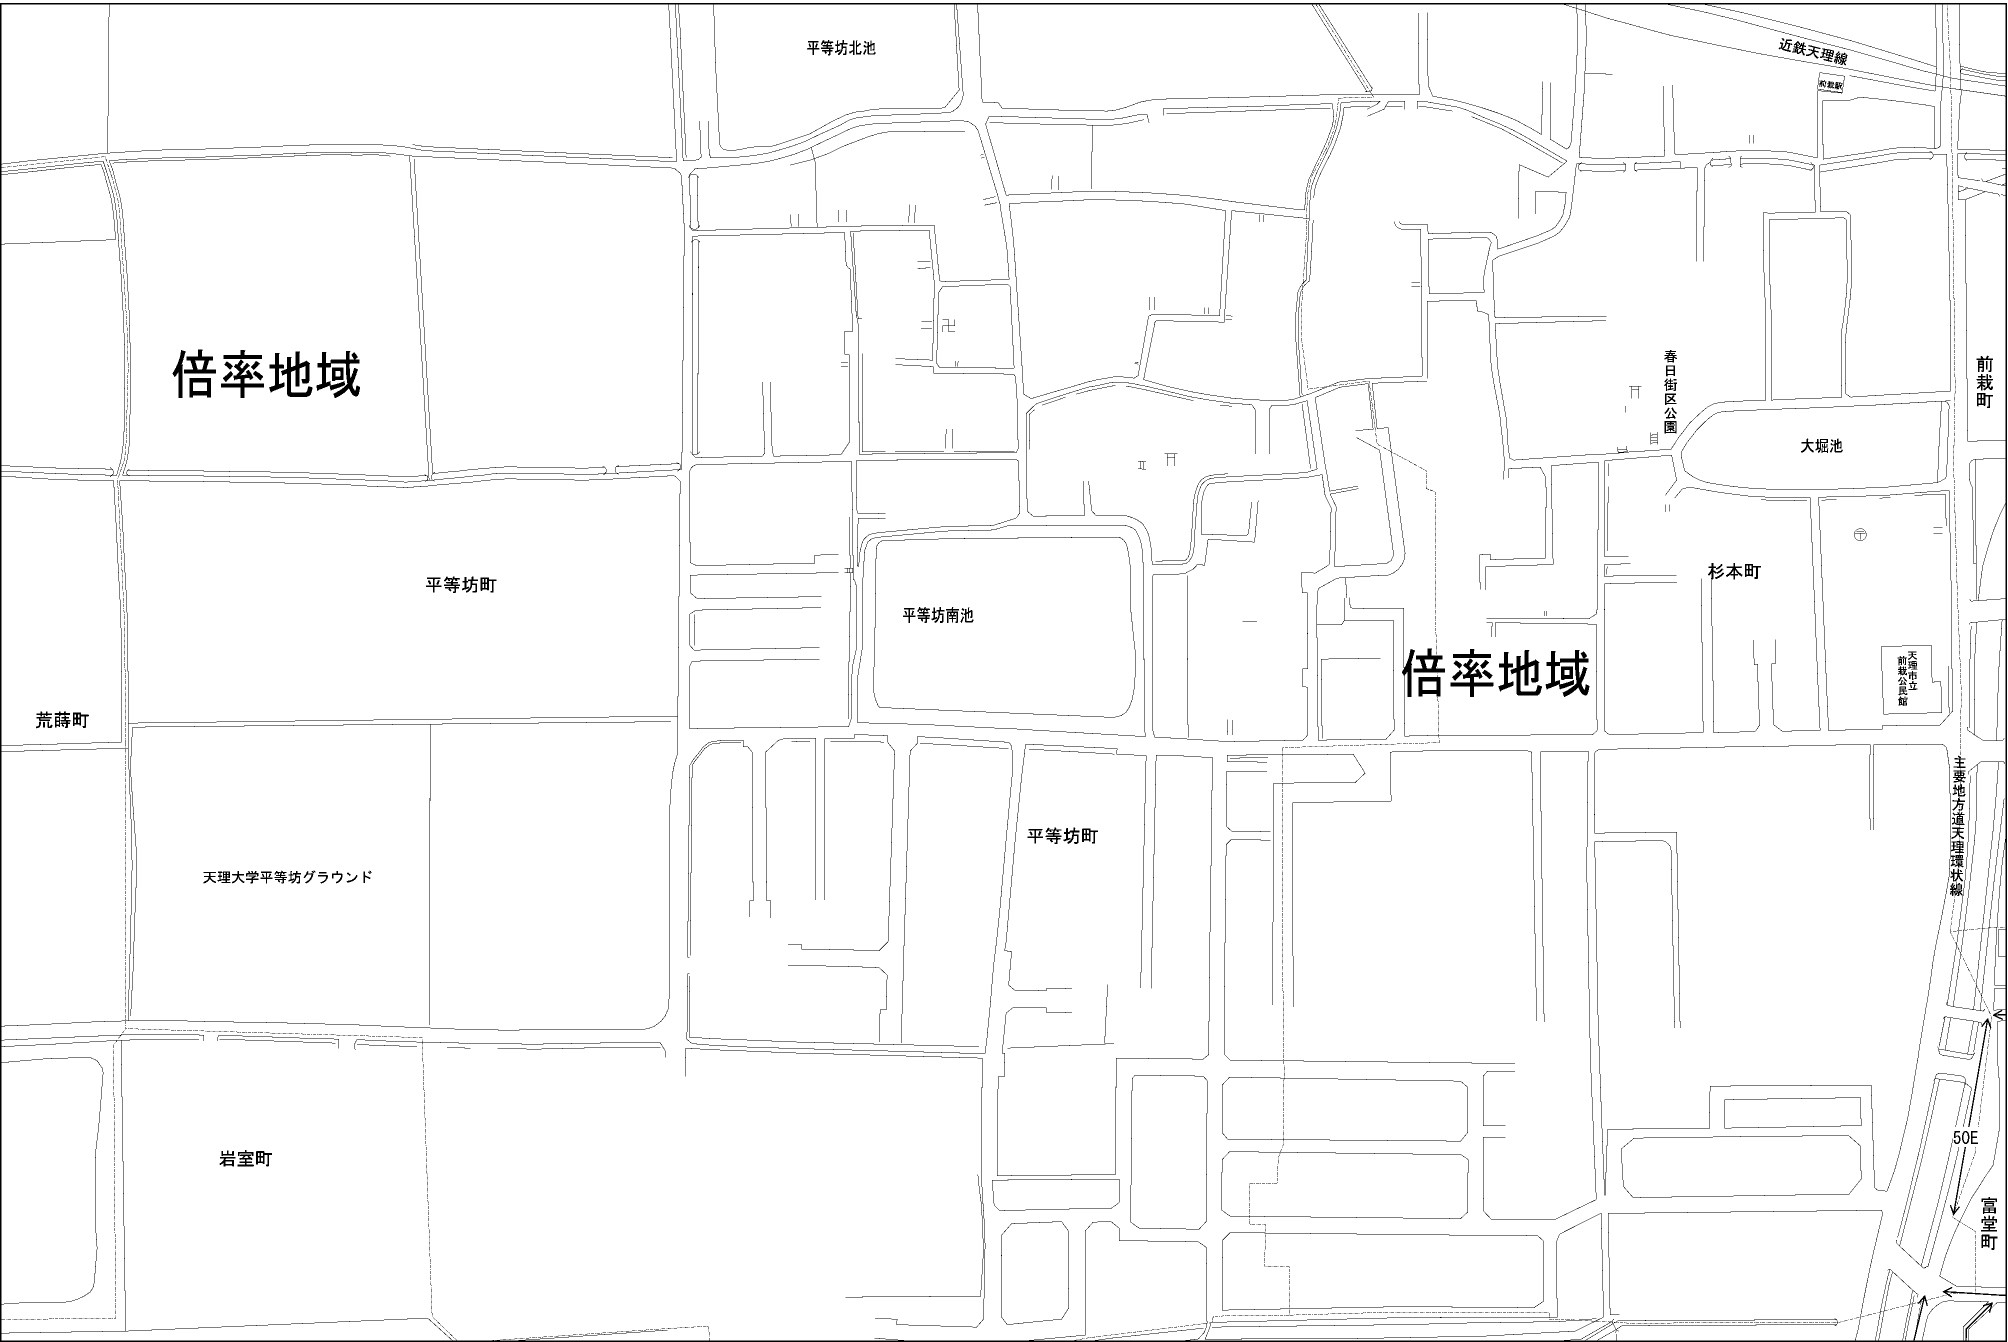 平等坊北池
近鉄天理線
前栽駅
倍率地域
春日街区公園
前栽町
大堀池
平等坊町
杉本町
平等坊南池
倍率地域
天理市立
前栽公民館
荒蒔町
主要地方道天理環状線
平等坊町
天理大学平等坊グラウンド
50E
岩室町
富堂町